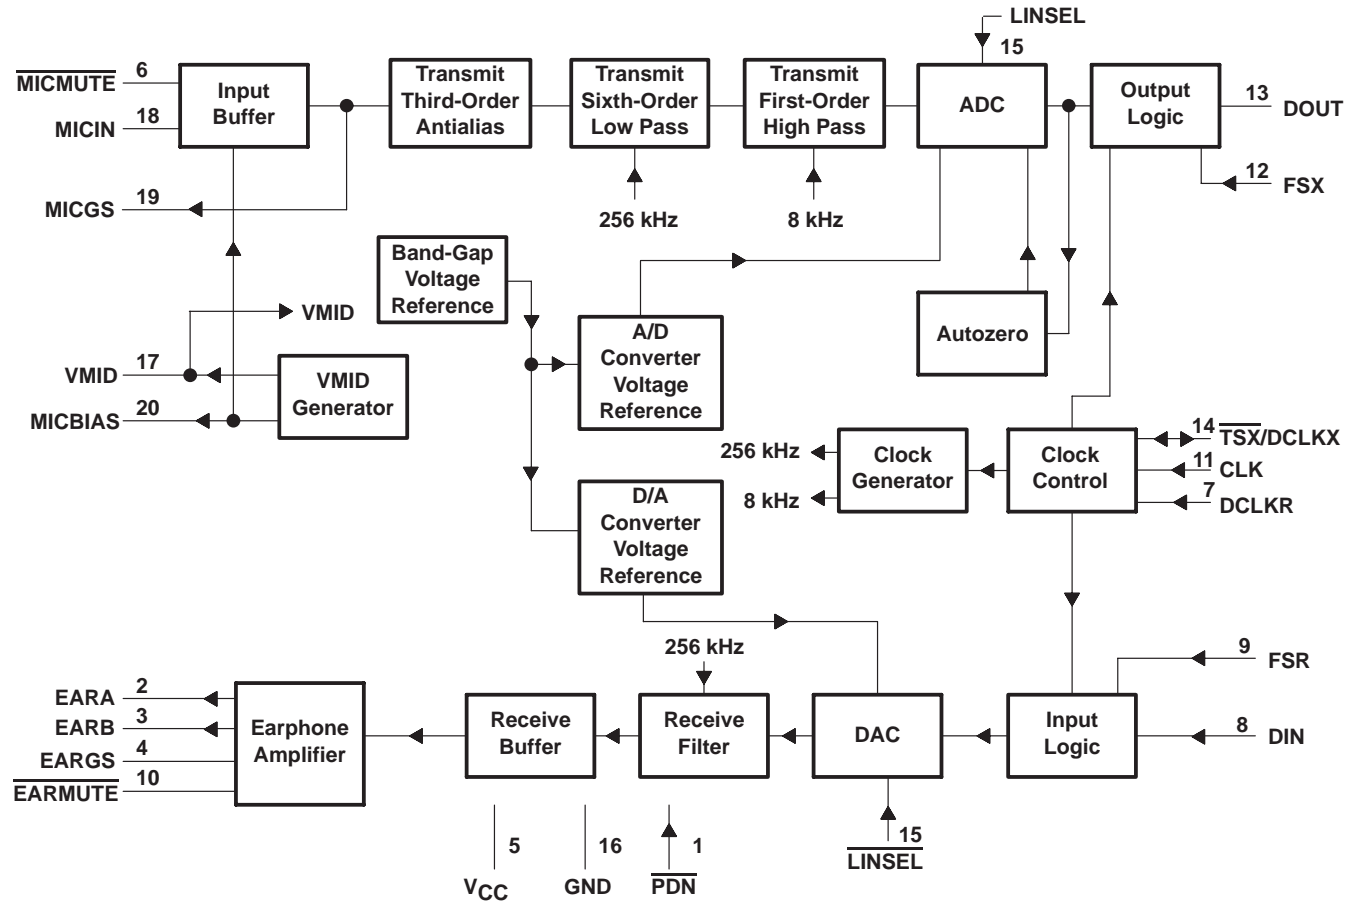 LINSEL
15
MICMUTE
6
MICIN
18
Input
Buffer
Transmit
Third-Order
Antialias
Transmit
Sixth-Order
Low Pass
Transmit
First-Order
High Pass
ADC
Output
Logic
13
DOUT
12
FSX
MICGS
19
256 kHz
8 kHz
Band-Gap
Voltage
Reference
VMID
A/D
Converter
Voltage
Reference
Autozero
VMID
17
MICBIAS
20
VMID
Generator
256 kHz
8 kHz
Clock
Generator
Clock
Control
14
TSX/DCLKX
11
CLK
7
DCLKR
D/A
Converter
Voltage
Reference
256 kHz
9
FSR
EARA
2
EARB
3
EARGS
4
EARMUTE
10
Earphone
Amplifier
Receive
Buffer
Receive
Filter
DAC
Input
Logic
8
DIN
5
VCC
16
GND
1
PDN
15
LINSEL